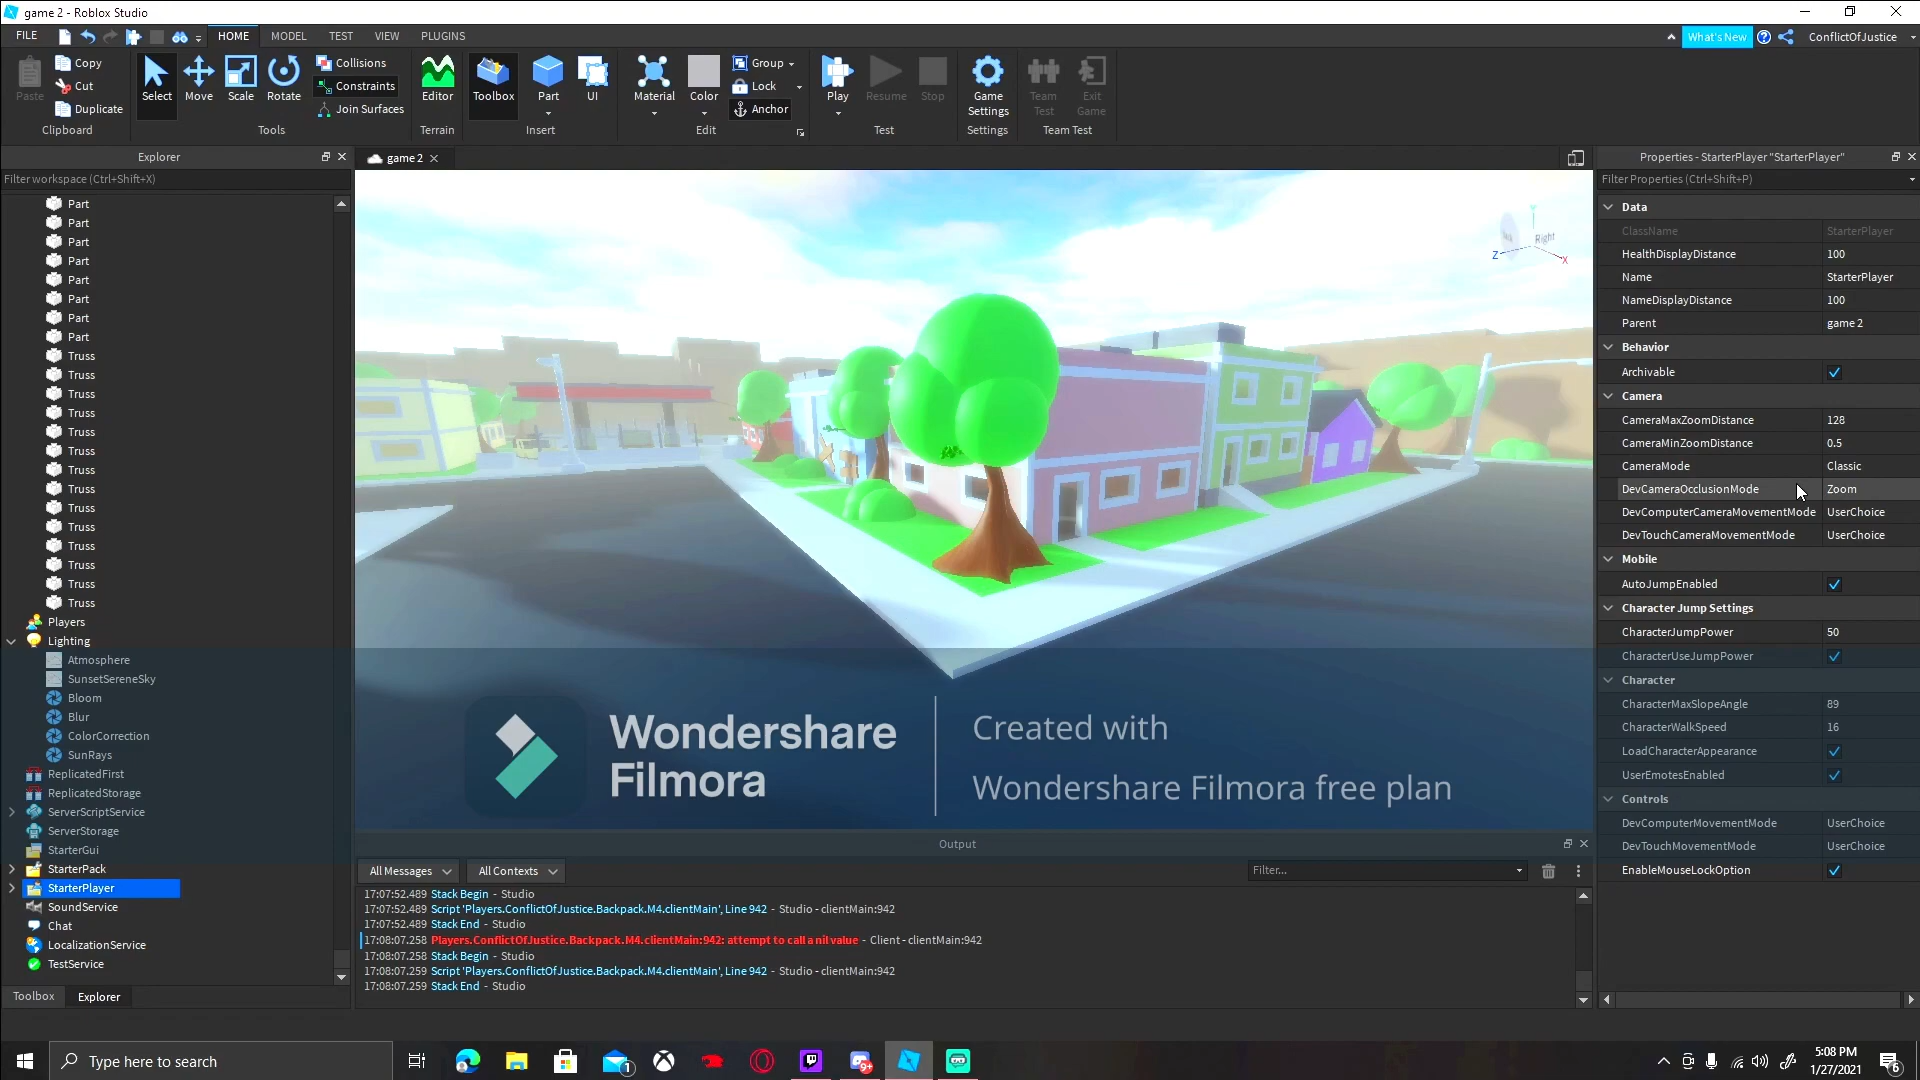 game 2 - Roblox Studio
FILE
HOME
MODEL
TEST
VIEW
PLUGINS
What's New
ConflictOfJustice
Paste
Copy
Cut
Duplicate
Clipboard
Select
Move
Scale
Rotate
Collisions
Constraints
Join Surfaces
Tools
Editor
Terrain
Toolbox
Part
UI
Insert
Material
Color
Group
Lock
Anchor
Edit
Play
Resume
Stop
Test
Game Settings
Settings
Team Test
Exit Game
Team Test
Explorer
Filter workspace (Ctrl+Shift+X)
Part
Part
Part
Part
Part
Part
Part
Part
Truss
Truss
Truss
Truss
Truss
Truss
Truss
Truss
Truss
Truss
Truss
Truss
Truss
Truss
Players
Lighting
Atmosphere
SunsetSereneSky
Bloom
Blur
ColorCorrection
SunRays
ReplicatedFirst
ReplicatedStorage
ServerScriptService
ServerStorage
StarterGui
StarterPack
StarterPlayer
SoundService
Chat
LocalizationService
TestService
Toolbox
Explorer
game 2
Right
Z
X
Wondershare
Filmora
Created with
Wondershare Filmora free plan
Output
All Messages
All Contexts
Filter...
17:07:52.489 Stack Begin - Studio
17:07:52.489 Script 'Players.ConflictOfJustice.Backpack.M4.clientMain', Line 942 - Studio - clientMain:942
17:07:52.489 Stack End - Studio
17:08:07.258 Players.ConflictOfJustice.Backpack.M4.clientMain:942: attempt to call a nil value - Client - clientMain:942
17:08:07.258 Stack Begin - Studio
17:08:07.259 Script 'Players.ConflictOfJustice.Backpack.M4.clientMain', Line 942 - Studio - clientMain:942
17:08:07.259 Stack End - Studio
Properties - StarterPlayer "StarterPlayer"
Filter Properties (Ctrl+Shift+P)
Data
ClassName StarterPlayer
HealthDisplayDistance 100
Name StarterPlayer
NameDisplayDistance 100
Parent game 2
Behavior
Archivable
Camera
CameraMaxZoomDistance 128
CameraMinZoomDistance 0.5
CameraMode Classic
DevCameraOcclusionMode Zoom
DevComputerCameraMovementMode UserChoice
DevTouchCameraMovementMode UserChoice
Mobile
AutoJumpEnabled
Character Jump Settings
CharacterJumpPower 50
CharacterUseJumpPower
Character
CharacterMaxSlopeAngle 89
CharacterWalkSpeed 16
LoadCharacterAppearance
UserEmotesEnabled
Controls
DevComputerMovementMode UserChoice
DevTouchMovementMode UserChoice
EnableMouseLockOption
Type here to search
1
9+
5:08 PM
1/27/2021
6